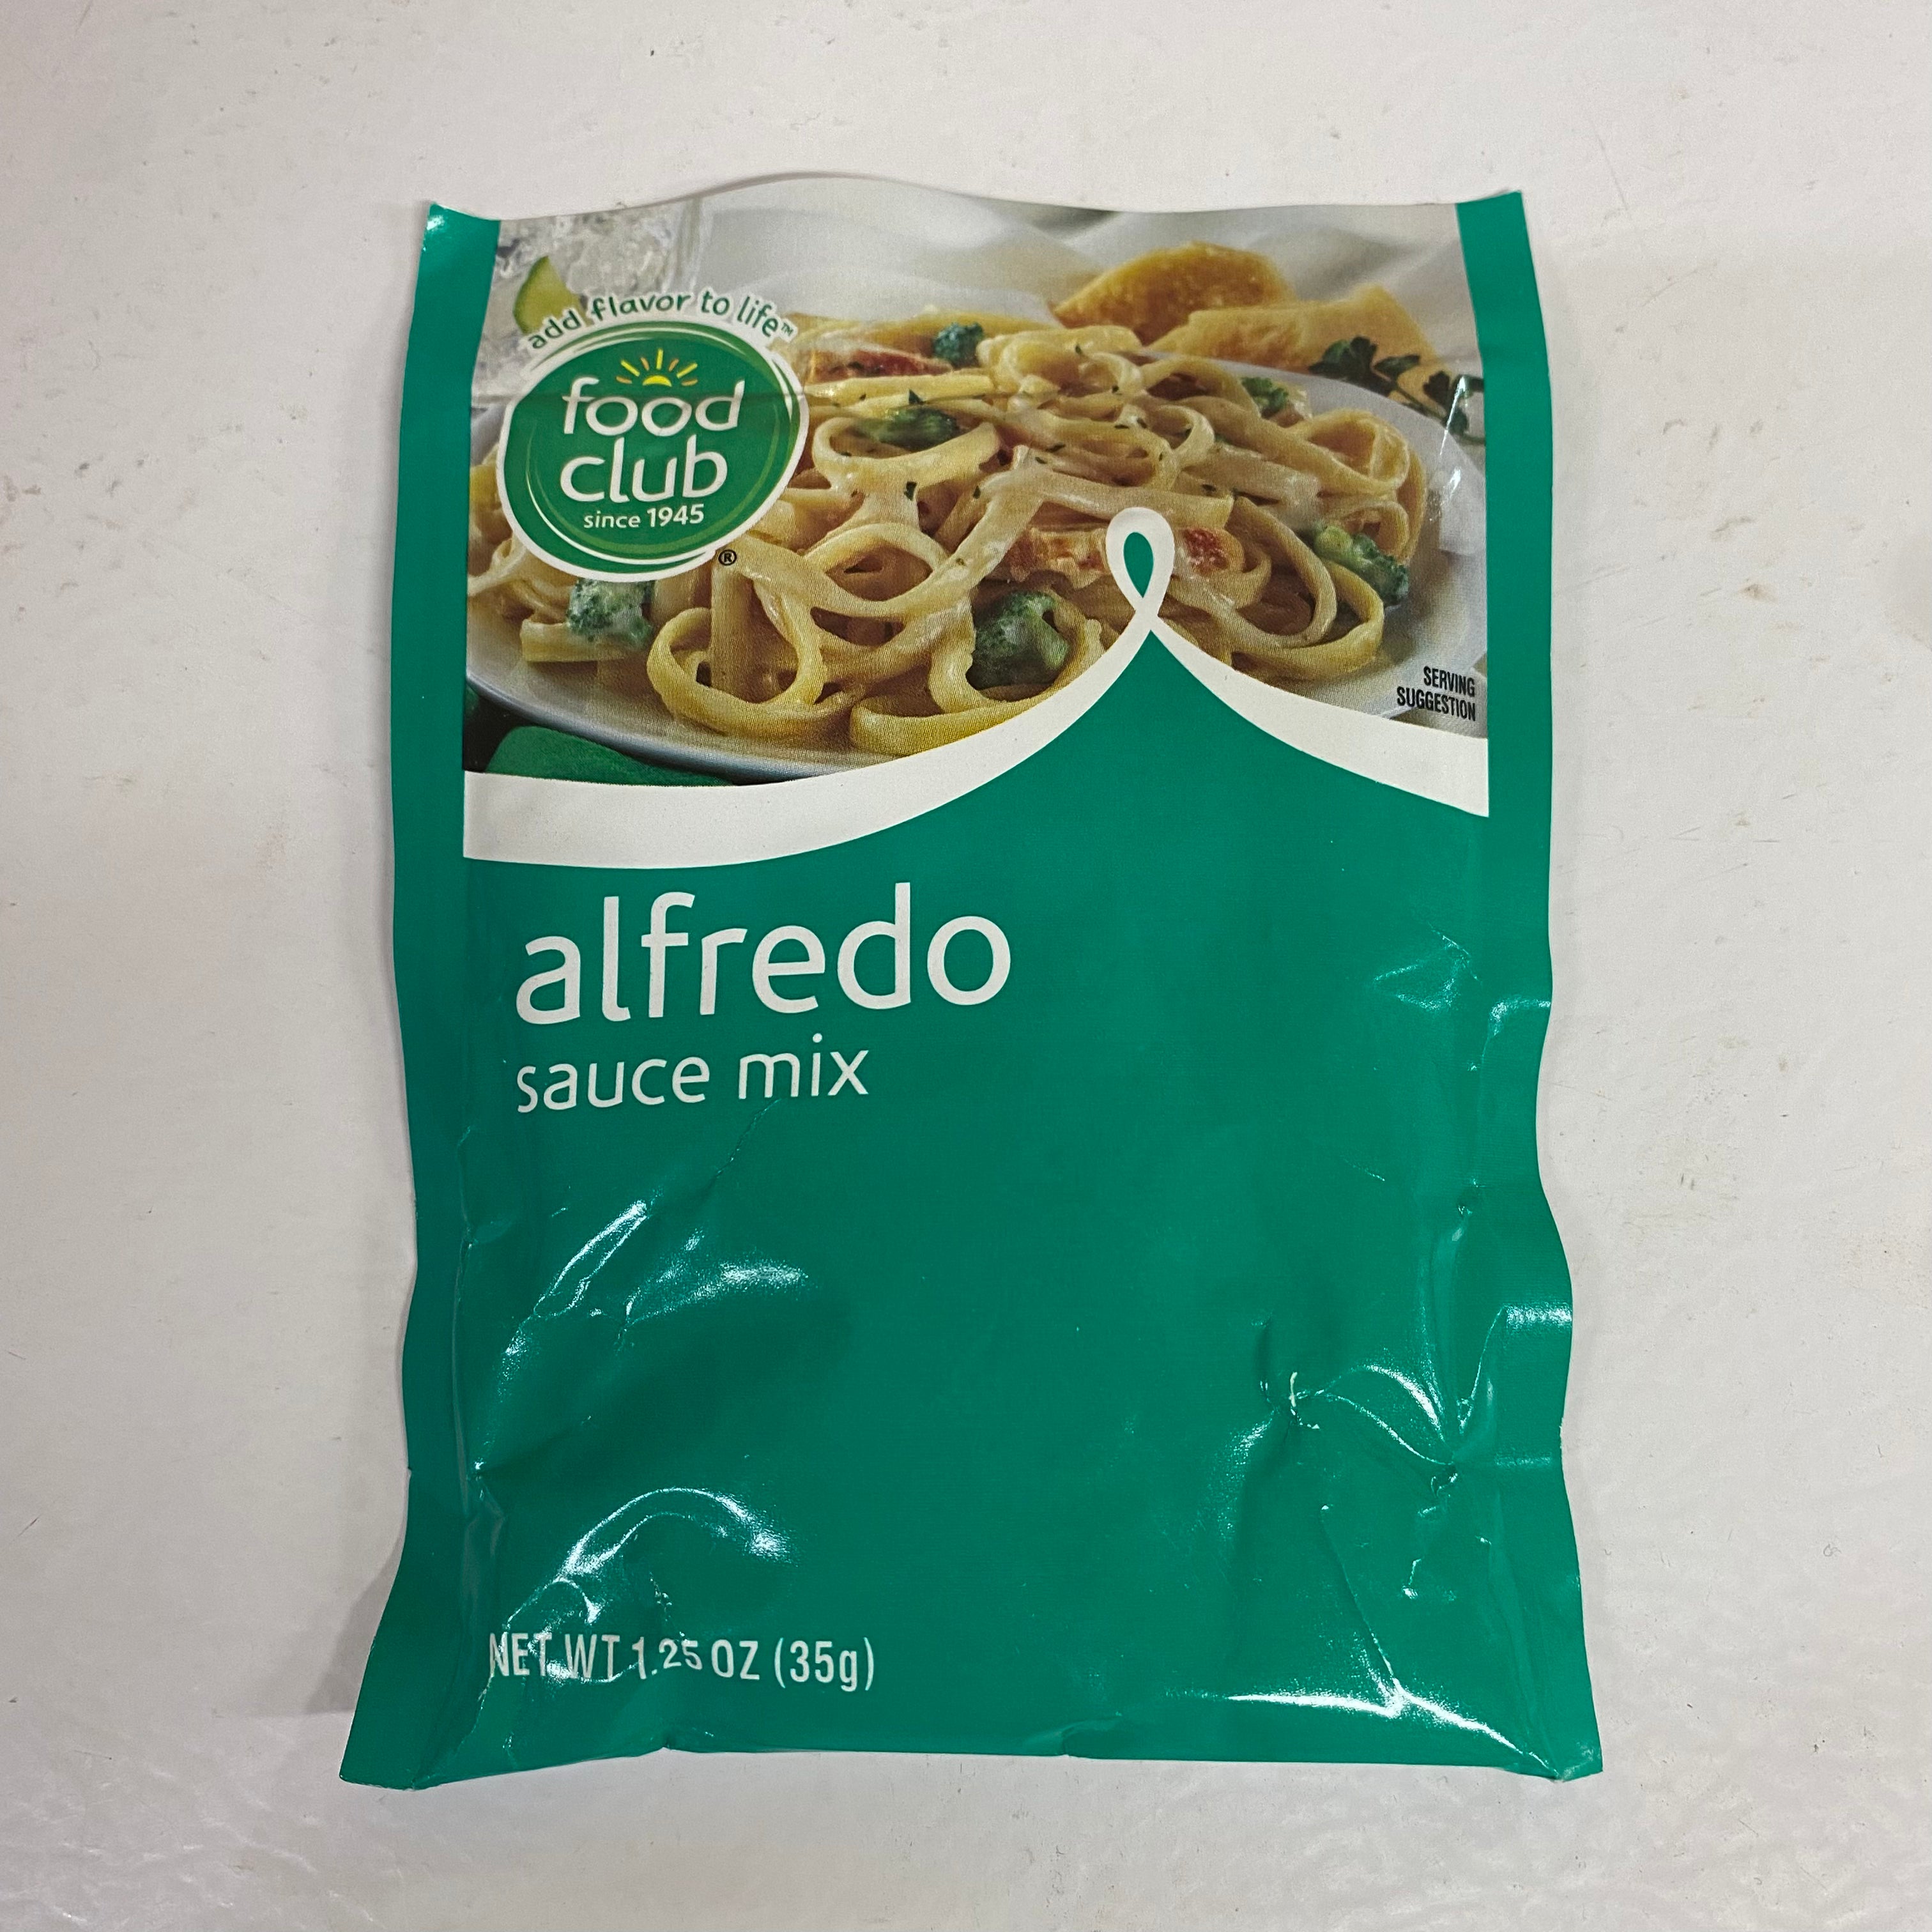 add flavor to life™
food
club
since 1945
®
SERVING
SUGGESTION
alfredo
sauce mix
NET WT 1.25 OZ (35g)